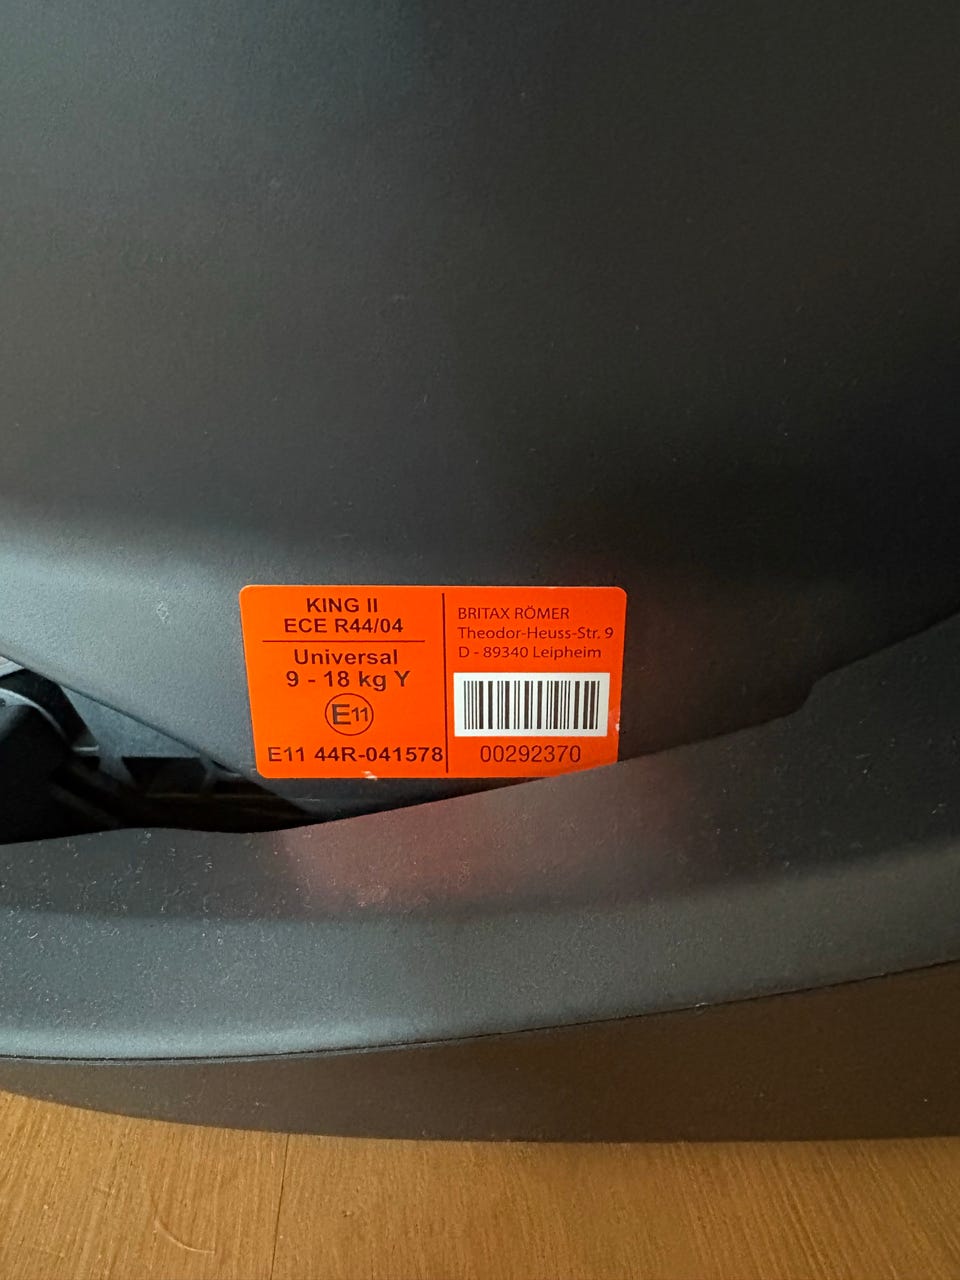 KING II
ECE R44/04
Universal
9 - 18 kg Y
E11
E11 44R-041578
BRITAX RÖMER
Theodor-Heuss-Str. 9
D - 89340 Leipheim
00292370